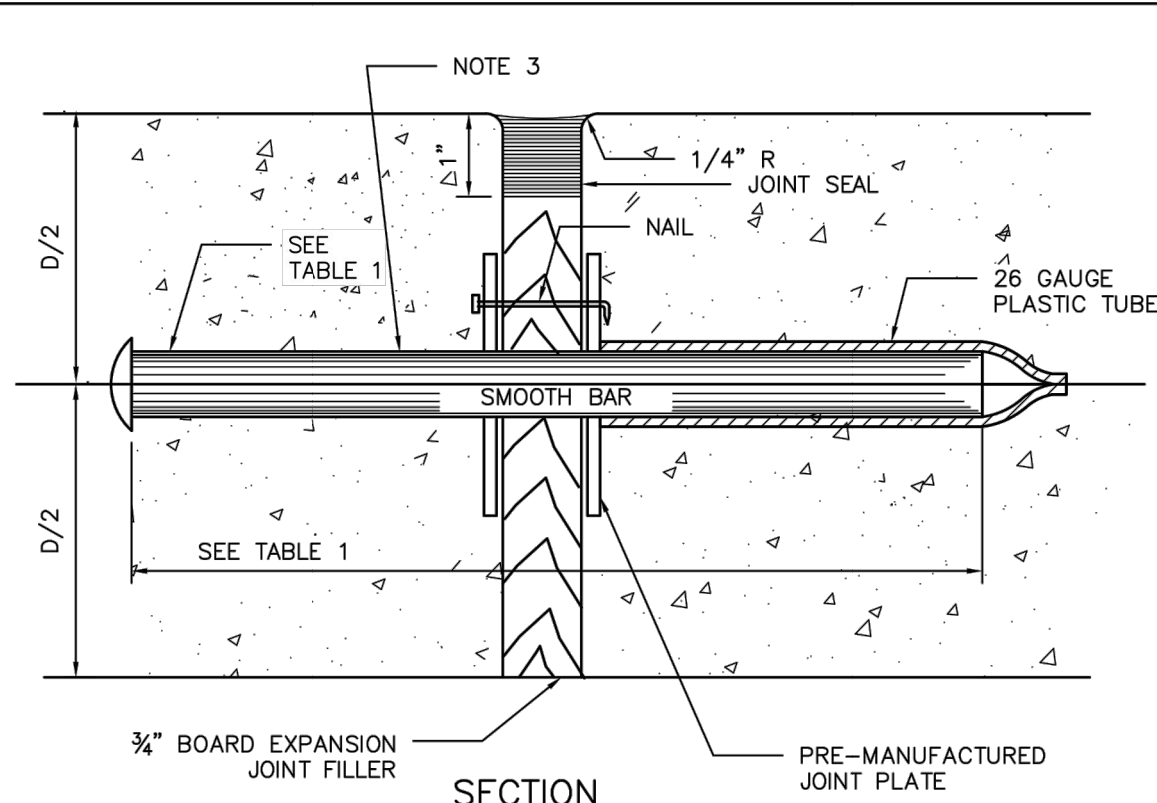 NOTE 3
1"
1/4" R
JOINT SEAL
NAIL
D/2
SEE
TABLE 1
26 GAUGE
PLASTIC TUBE
SMOOTH BAR
D/2
SEE TABLE 1
¾" BOARD EXPANSION
JOINT FILLER
PRE-MANUFACTURED
JOINT PLATE
SECTION